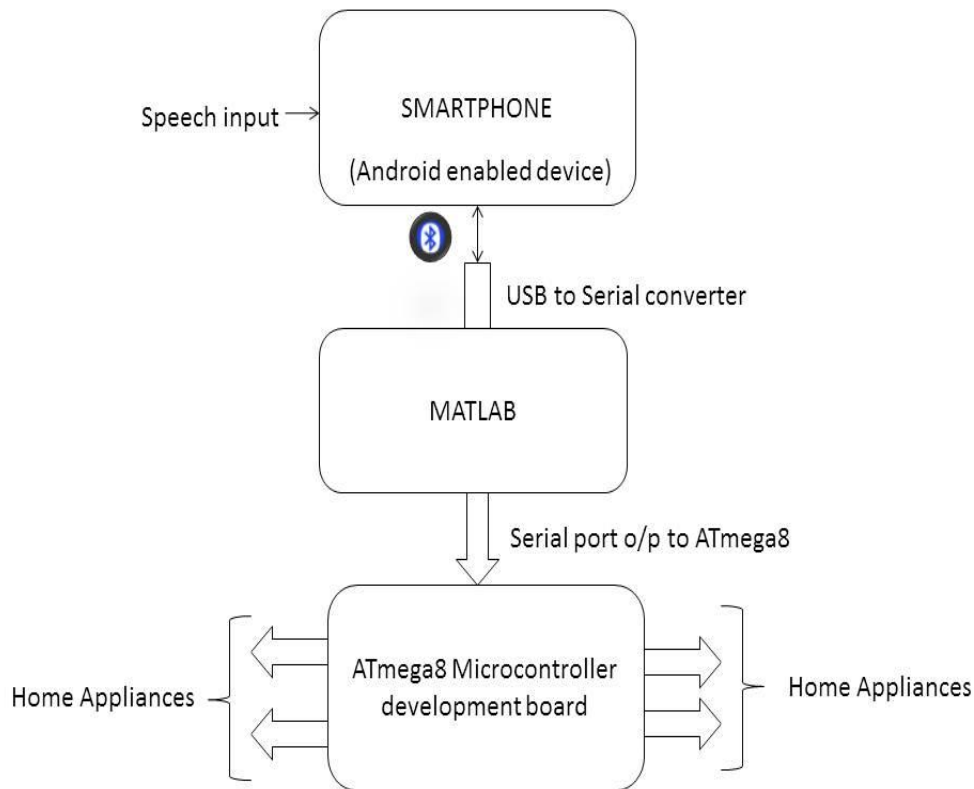 Speech input
SMARTPHONE
(Android enabled device)
USB to Serial converter
MATLAB
Serial port o/p to ATmega8
ATmega8 Microcontroller
development board
Home Appliances
Home Appliances